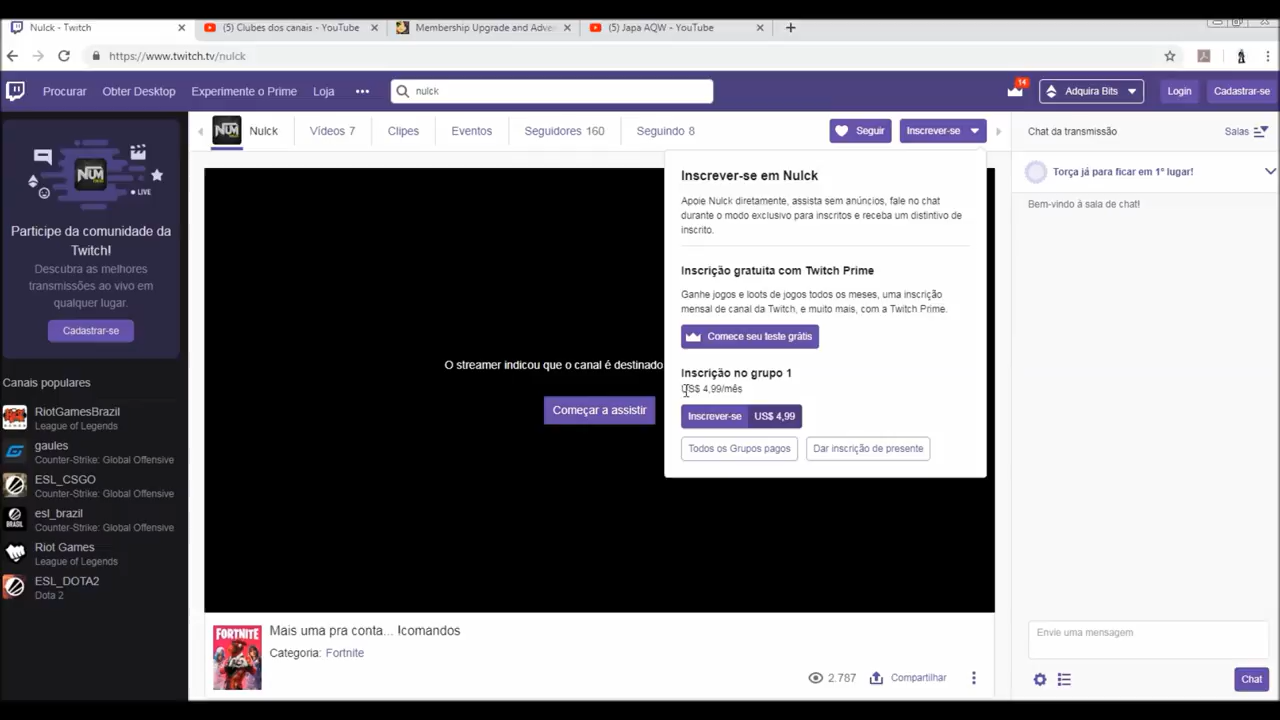 Nulck - Twitch
(5) Clubes dos canais - YouTube
Membership Upgrade and Adve
(5) Japa AQW - YouTube
https://www.twitch.tv/nulck
Procurar
Obter Desktop
Experimente o Prime
Loja
nulck
14
Adquira Bits
Login
Cadastrar-se
NUM
Participe da comunidade da
Twitch!
Descubra as melhores
transmissões ao vivo em
qualquer lugar.
Cadastrar-se
LIVE
Canais populares
RiotGamesBrazil
League of Legends
gaules
Counter-Strike: Global Offensive
ESL_CSGO
Counter-Strike: Global Offensive
esl_brazil
Counter-Strike: Global Offensive
Riot Games
League of Legends
ESL_DOTA2
Dota 2
NUM
Nulck
Vídeos 7
Clipes
Eventos
Seguidores 160
Seguindo 8
Seguir
Inscrever-se
Inscrever-se em Nulck
Apoie Nulck diretamente, assista sem anúncios, fale no chat
durante o modo exclusivo para inscritos e receba um distintivo de
inscrito.
Inscrição gratuita com Twitch Prime
Ganhe jogos e loots de jogos todos os meses, uma inscrição
mensal de canal da Twitch, e muito mais, com a Twitch Prime.
Comece seu teste grátis
Inscrição no grupo 1
US$ 4,99/mês
Inscrever-se US$ 4,99
Todos os Grupos pagos
Dar inscrição de presente
O streamer indicou que o canal é destinado
Começar a assistir
FORTNITE
Mais uma pra conta... !comandos
Categoria: Fortnite
2.787
Compartilhar
Chat da transmissão
Salas
Torça já para ficar em 1º lugar!
Bem-vindo à sala de chat!
Envie uma mensagem
Chat